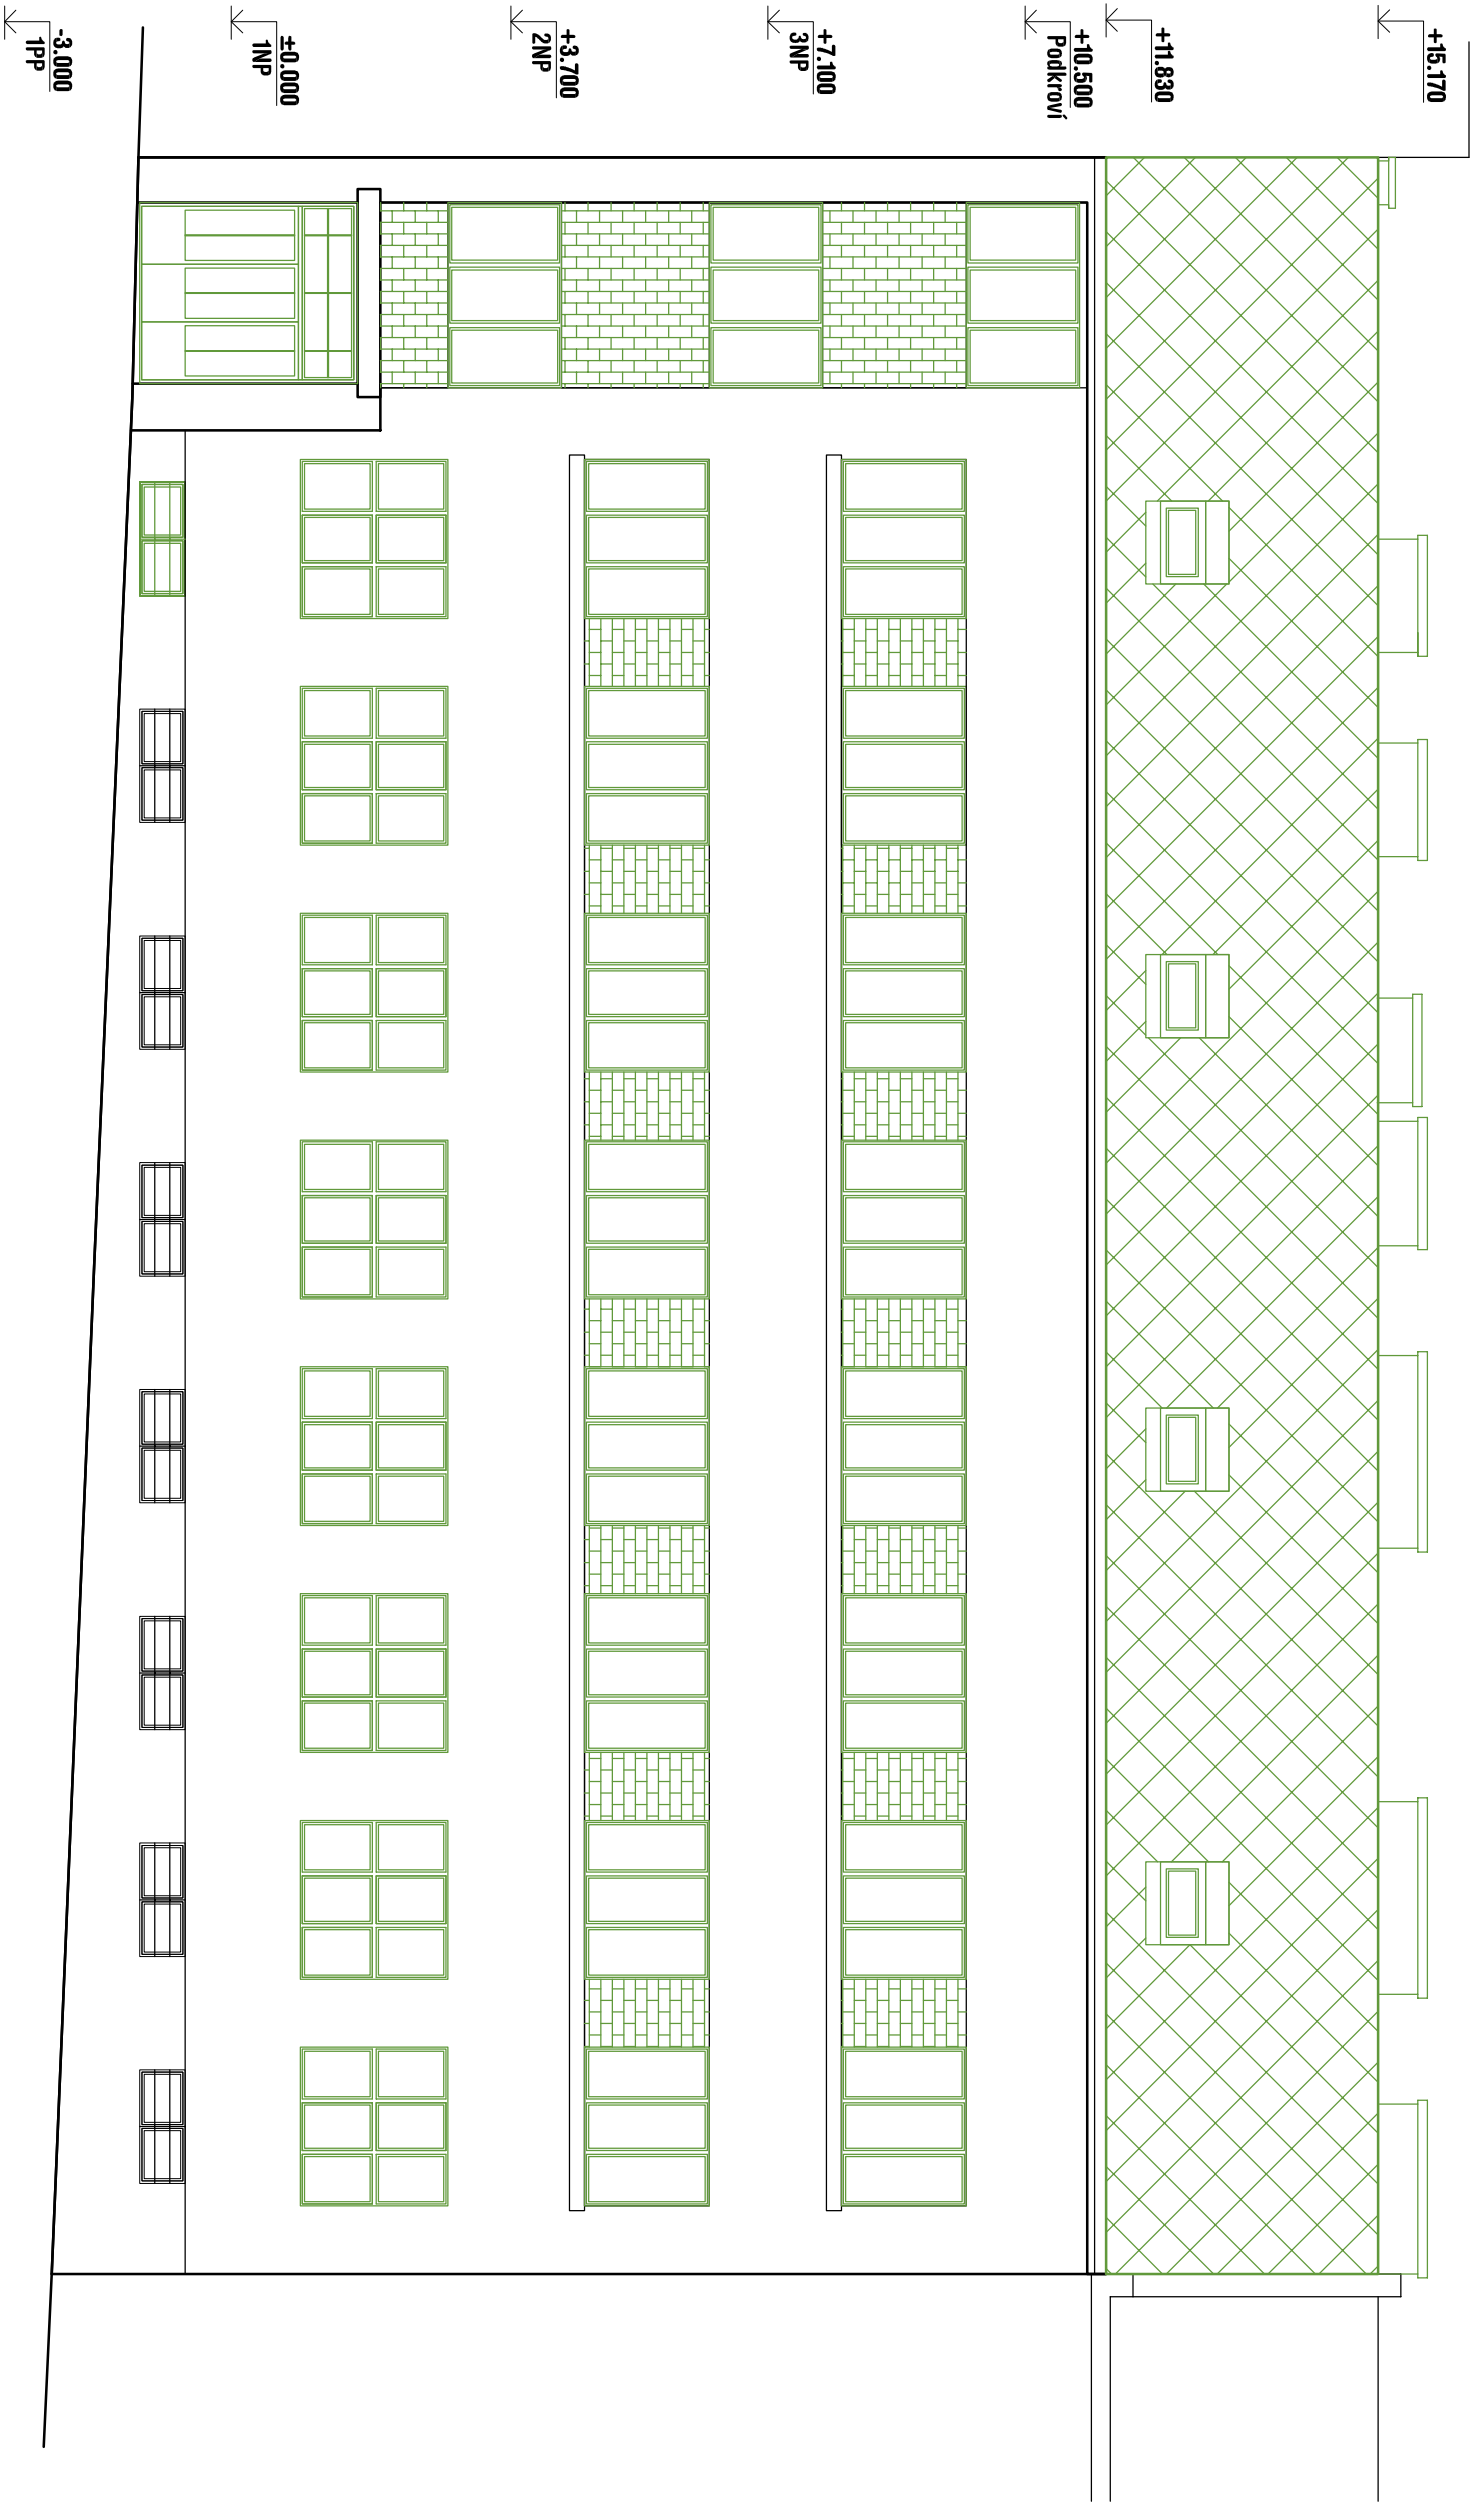 +15.170
+11.830
+10.500
Podkroví
+7.100
3NP
+3.700
2NP
±0.000
1NP
-3.000
1PP